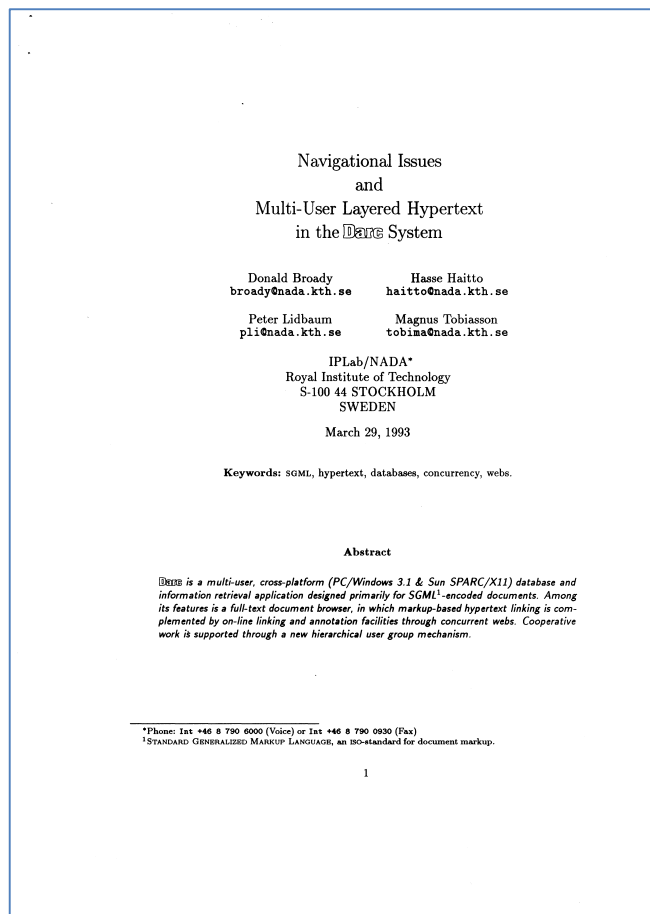 Navigational Issues
and
Multi-User Layered Hypertext
in the Darc System
Donald Broady
broady@nada.kth.se
Hasse Haitto
haitto@nada.kth.se
Peter Lidbaum
pli@nada.kth.se
Magnus Tobiasson
tobima@nada.kth.se
IPLab/NADA*
Royal Institute of Technology
S-100 44 STOCKHOLM
SWEDEN
March 29, 1993
Keywords: SGML, hypertext, databases, concurrency, webs.
Abstract
Darc is a multi-user, cross-platform (PC/Windows 3.1 & Sun SPARC/X11) database and
information retrieval application designed primarily for SGML¹-encoded documents. Among
its features is a full-text document browser, in which markup-based hypertext linking is com-
plemented by on-line linking and annotation facilities through concurrent webs. Cooperative
work is supported through a new hierarchical user group mechanism.
*Phone: Int +46 8 790 6000 (Voice) or Int +46 8 790 0930 (Fax)
¹STANDARD GENERALIZED MARKUP LANGUAGE, an ISO-standard for document markup.
1